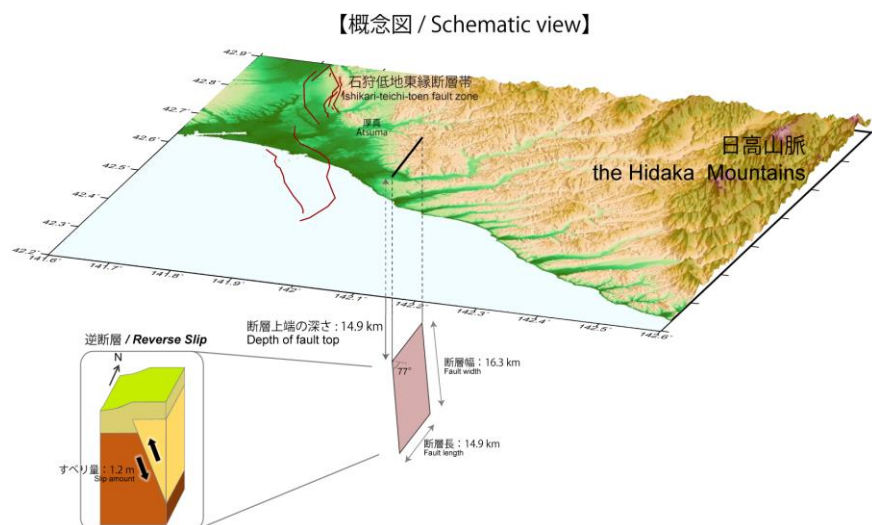 【概念図 / Schematic view】
42.9°
42.8°
42.7°
42.6°
42.5°
42.4°
42.3°
42.2°
石狩低地東縁断層帯
Ishikari-teichi-toen fault zone
厚真
Atsuma
日高山脈
the Hidaka Mountains
141.6°
141.7°
141.8°
141.9°
142°
142.1°
142.2°
142.3°
142.4°
142.5°
142.6°
断層上端の深さ : 14.9 km
Depth of fault top
77°
断層幅：16.3 km
Fault width
断層長：14.9 km
Fault length
逆断層 / Reverse Slip
N
すべり量：1.2 m
Slip amount